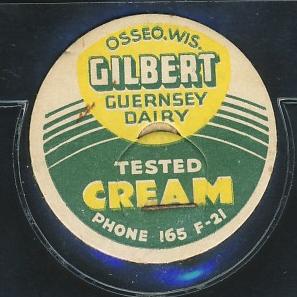 OSSEO, WIS.
GILBERT
GUERNSEY
DAIRY
TESTED
CREAM
PHONE 165 F-21